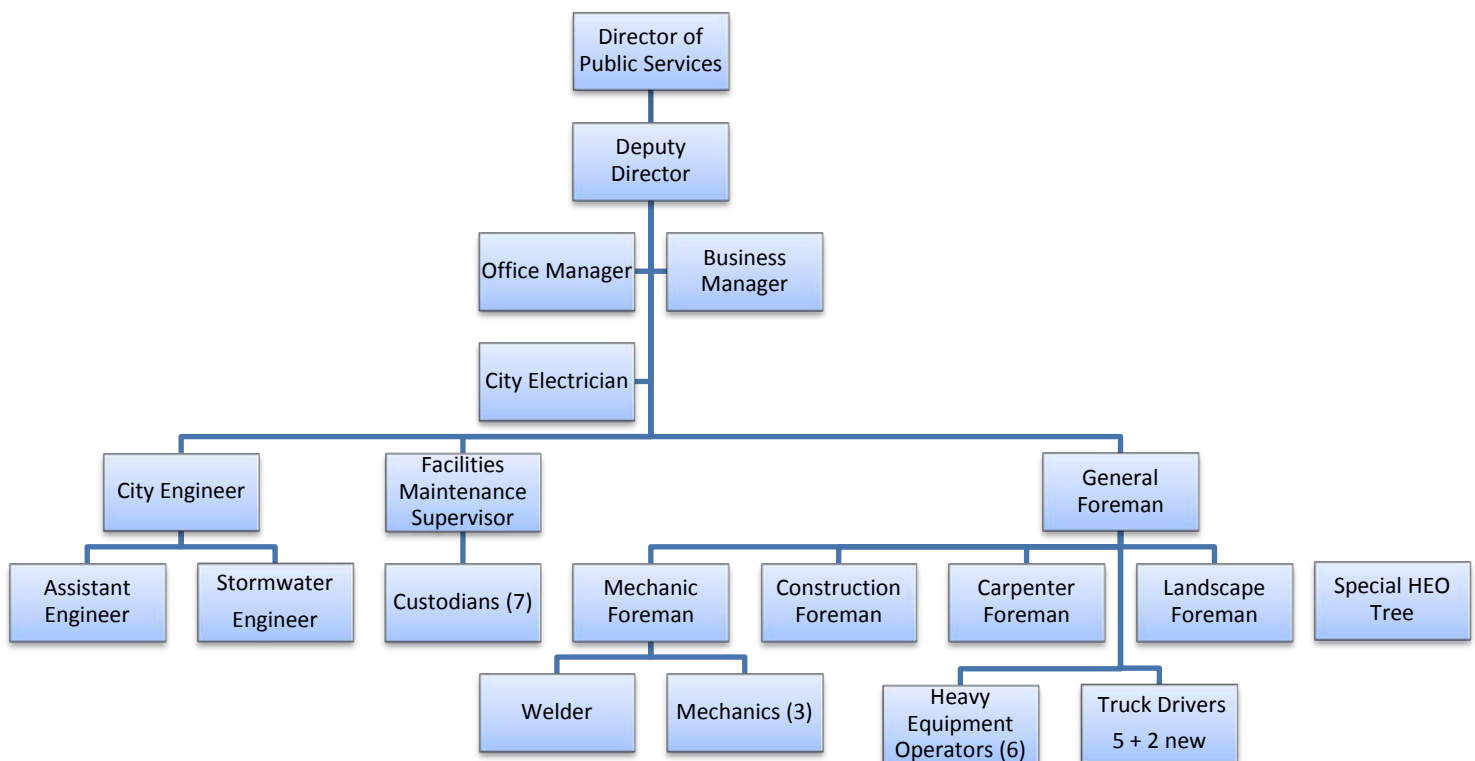 Director of
Public Services
Deputy
Director
Office Manager
Business
Manager
City Electrician
City Engineer
Facilities
Maintenance
Supervisor
General
Foreman
Assistant
Engineer
Stormwater
Engineer
Custodians (7)
Mechanic
Foreman
Construction
Foreman
Carpenter
Foreman
Landscape
Foreman
Special HEO
Tree
Welder
Mechanics (3)
Heavy
Equipment
Operators (6)
Truck Drivers
5 + 2 new